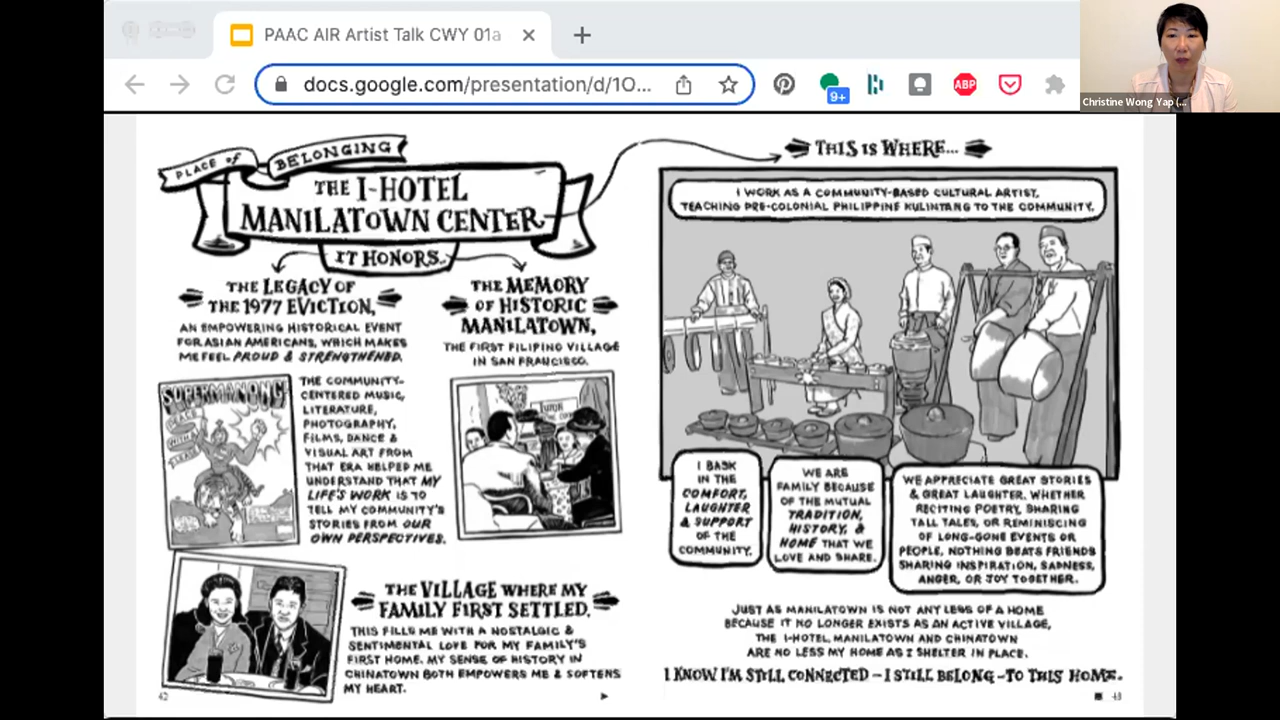 PAAC AIR Artist Talk CWY 01a
docs.google.com/presentation/d/1O...
9+
ABP
Christine Wong Yap (...
PLACE of BELONGING
THE I-HOTEL
MANILATOWN CENTER
IT HONORS...
THE LEGACY OF
THE 1977 EVICTION,
AN EMPOWERING HISTORICAL EVENT
FOR ASIAN AMERICANS, WHICH MAKES
ME FEEL PROUD & STRENGTHENED.
SUPERMANONG
THE COMMUNITY-
CENTERED MUSIC,
LITERATURE,
PHOTOGRAPHY,
FILMS, DANCE &
VISUAL ART FROM
THAT ERA HELPED ME
UNDERSTAND THAT MY
LIFE'S WORK IS TO
TELL MY COMMUNITY'S
STORIES FROM OUR
OWN PERSPECTIVES.
THE MEMORY
OF HISTORIC
MANILATOWN,
THE FIRST FILIPINO VILLAGE
IN SAN FRANCISCO.
THE VILLAGE WHERE MY
FAMILY FIRST SETTLED.
THIS FILLS ME WITH A NOSTALGIC &
SENTIMENTAL LOVE FOR MY FAMILY'S
FIRST HOME. MY SENSE OF HISTORY IN
CHINATOWN BOTH EMPOWERS ME & SOFTENS
MY HEART.
42
THIS IS WHERE...
I WORK AS A COMMUNITY-BASED CULTURAL ARTIST,
TEACHING PRE-COLONIAL PHILIPPINE KULINTANG TO THE COMMUNITY.
I BASK
IN THE
COMFORT,
LAUGHTER
& SUPPORT
OF THE
COMMUNITY.
WE ARE
FAMILY BECAUSE
OF THE MUTUAL
TRADITION,
HISTORY, &
HOME THAT WE
LOVE AND SHARE.
WE APPRECIATE GREAT STORIES
& GREAT LAUGHTER. WHETHER
RECITING POETRY, SHARING
TALL TALES, OR REMINISCING
OF LONG-GONE EVENTS OR
PEOPLE, NOTHING BEATS FRIENDS
SHARING INSPIRATION, SADNESS,
ANGER, OR JOY TOGETHER.
JUST AS MANILATOWN IS NOT ANY LESS OF A HOME
BECAUSE IT NO LONGER EXISTS AS AN ACTIVE VILLAGE,
THE I-HOTEL, MANILATOWN AND CHINATOWN
ARE NO LESS MY HOME AS I SHELTER IN PLACE.
I KNOW I'M STILL CONNECTED – I STILL BELONG – TO THIS HOME.
43